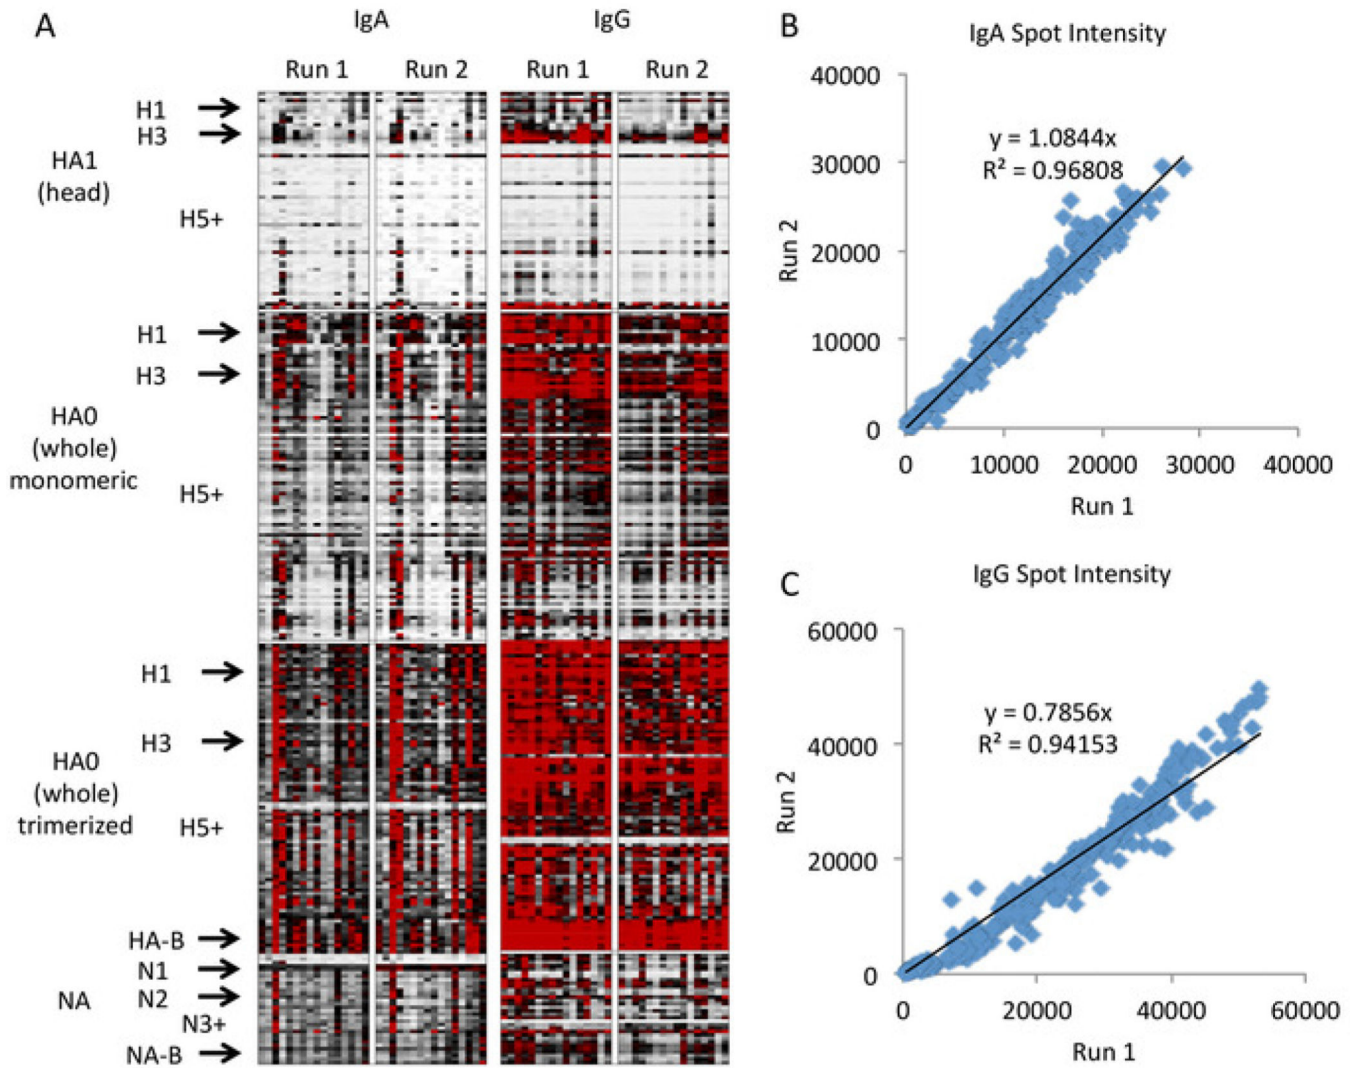 A
IgA
IgG
Run 1
Run 2
Run 1
Run 2
H1
H3
HA1
(head)
H5+
H1
H3
HA0
(whole)
monomeric
H5+
H1
H3
HA0
(whole)
trimerized
H5+
HA-B
N1
NA
N2
N3+
NA-B
B
IgA Spot Intensity
40000
30000
20000
10000
0
Run 2
y = 1.0844x
R² = 0.96808
0
10000
20000
30000
40000
Run 1
C
IgG Spot Intensity
60000
40000
20000
0
Run 2
y = 0.7856x
R² = 0.94153
0
20000
40000
60000
Run 1